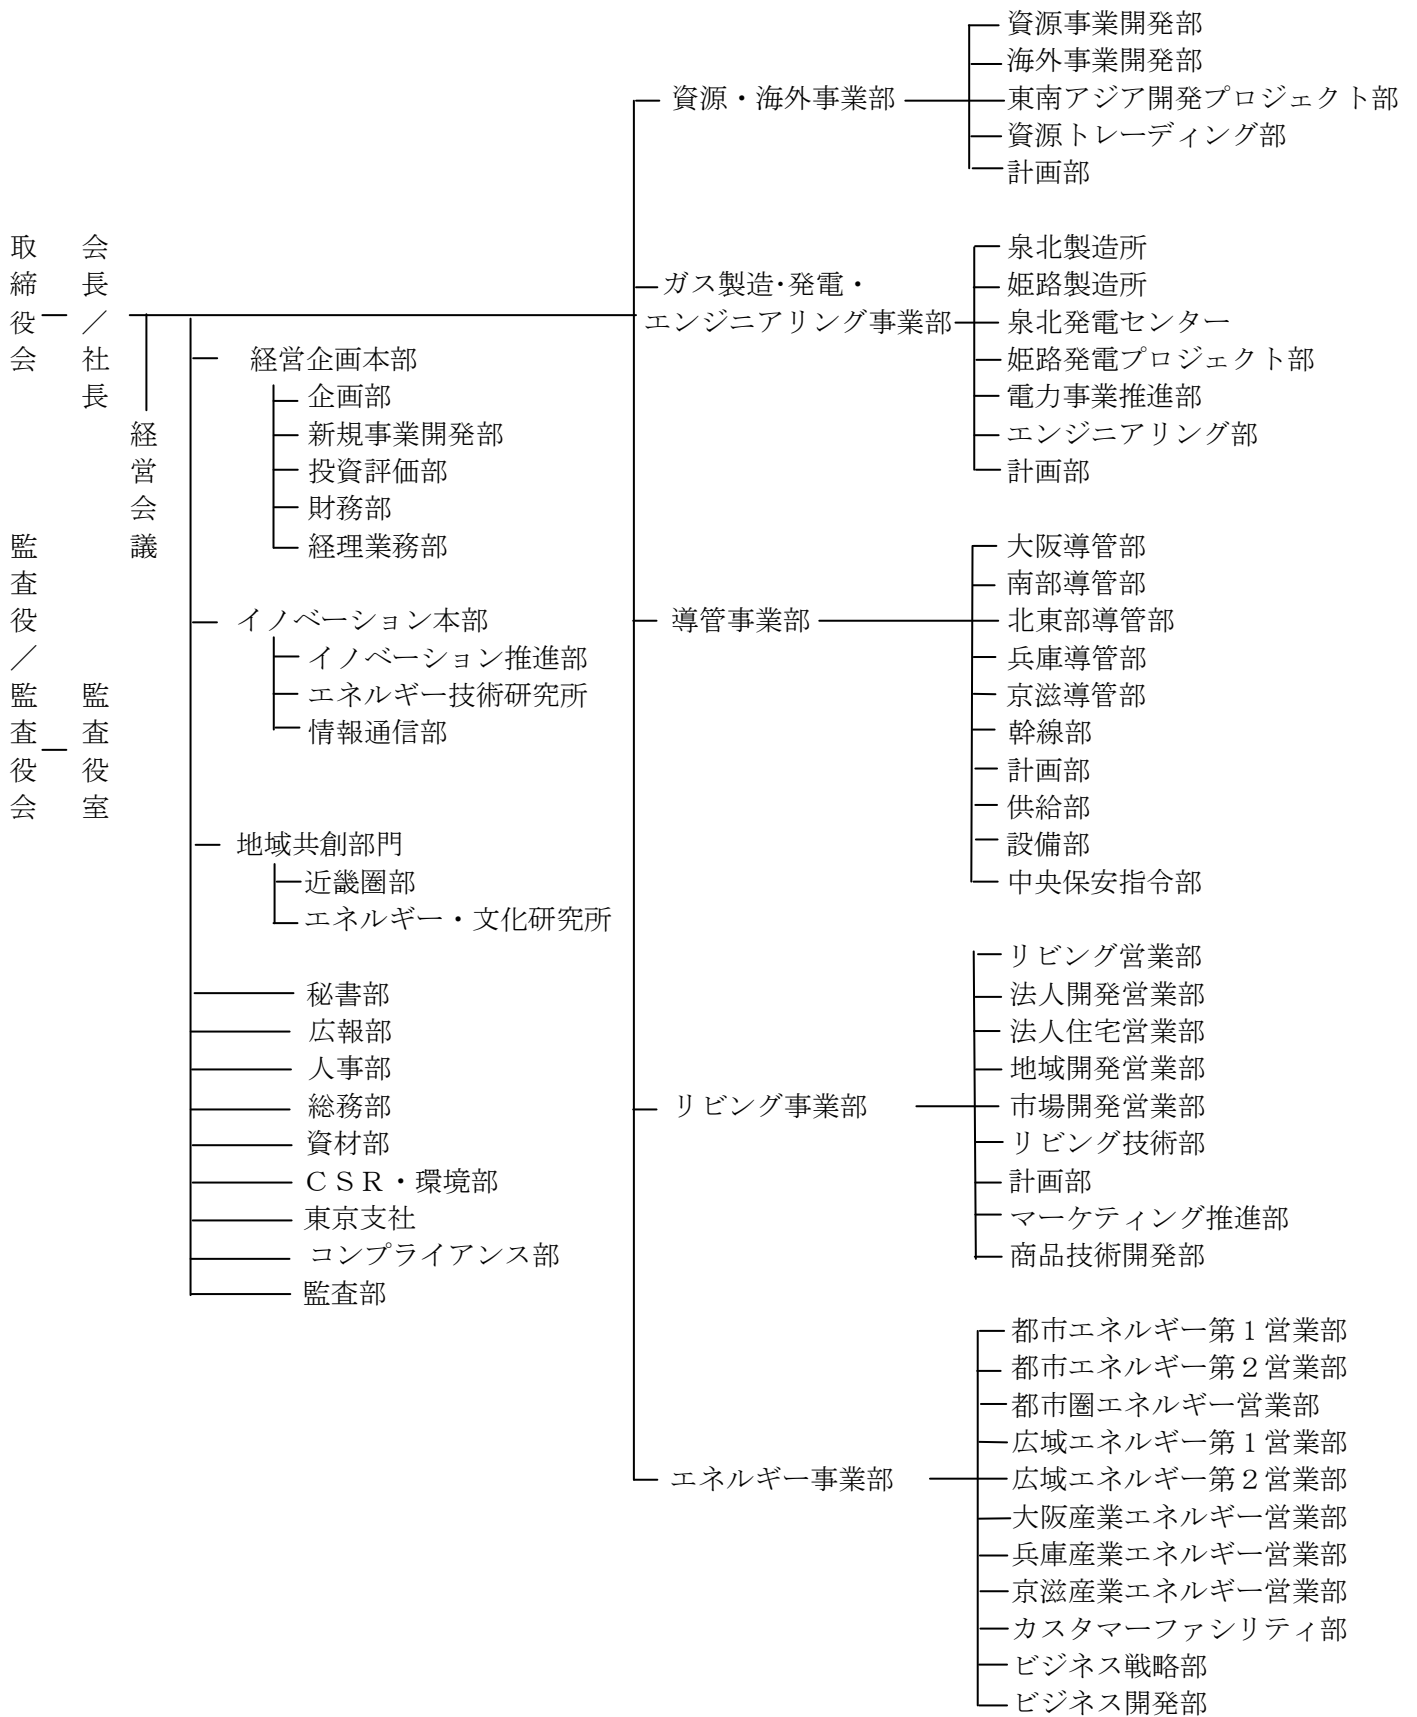 取締役会
会長／社長
経営会議
監査役／監査役会
監査役室
経営企画本部
企画部
新規事業開発部
投資評価部
財務部
経理業務部
イノベーション本部
イノベーション推進部
エネルギー技術研究所
情報通信部
地域共創部門
近畿圏部
エネルギー・文化研究所
秘書部
広報部
人事部
総務部
資材部
ＣＳＲ・環境部
東京支社
コンプライアンス部
監査部
資源・海外事業部
資源事業開発部
海外事業開発部
東南アジア開発プロジェクト部
資源トレーディング部
計画部
ガス製造･発電・
エンジニアリング事業部
泉北製造所
姫路製造所
泉北発電センター
姫路発電プロジェクト部
電力事業推進部
エンジニアリング部
計画部
導管事業部
大阪導管部
南部導管部
北東部導管部
兵庫導管部
京滋導管部
幹線部
計画部
供給部
設備部
中央保安指令部
リビング事業部
リビング営業部
法人開発営業部
法人住宅営業部
地域開発営業部
市場開発営業部
リビング技術部
計画部
マーケティング推進部
商品技術開発部
エネルギー事業部
都市エネルギー第１営業部
都市エネルギー第２営業部
都市圏エネルギー営業部
広域エネルギー第１営業部
広域エネルギー第２営業部
大阪産業エネルギー営業部
兵庫産業エネルギー営業部
京滋産業エネルギー営業部
カスタマーファシリティ部
ビジネス戦略部
ビジネス開発部